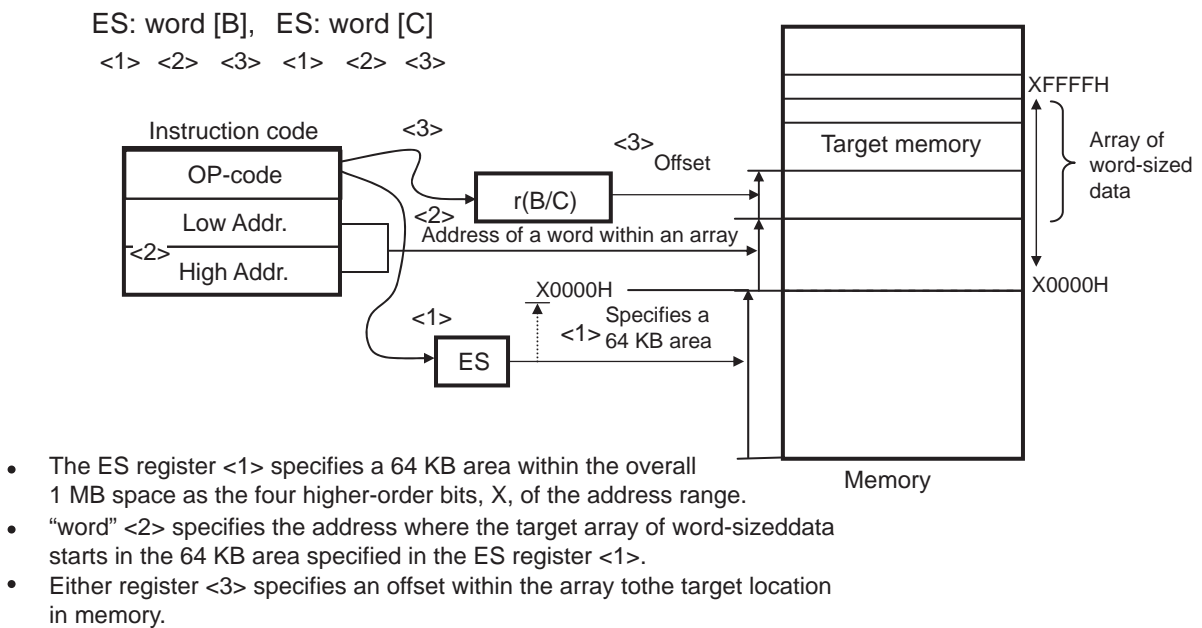 ES: word [B], ES: word [C]
<1> <2> <3> <1> <2> <3>
XFFFFH
Instruction code
<3>
<3>
Offset
Target memory
Array of
word-sized
data
OP-code
r(B/C)
Low Addr.
<2>
Address of a word within an array
<2>
High Addr.
X0000H
X0000H
<1>
<1>
Specifies a
64 KB area
ES
Memory
• The ES register <1> specifies a 64 KB area within the overall
1 MB space as the four higher-order bits, X, of the address range.
• “word” <2> specifies the address where the target array of word-sizeddata
starts in the 64 KB area specified in the ES register <1>.
• Either register <3> specifies an offset within the array tothe target location
in memory.